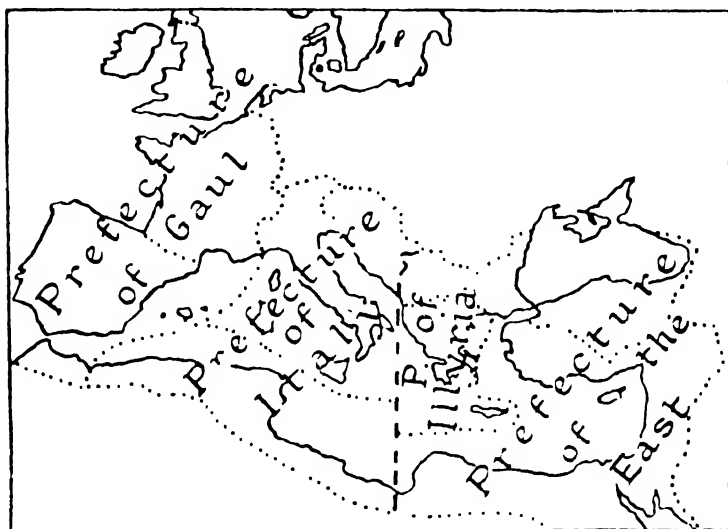 Prefecture
of
Gaul
Prefecture
of
Italy
P
of
Illyria
Prefecture
of
the
East